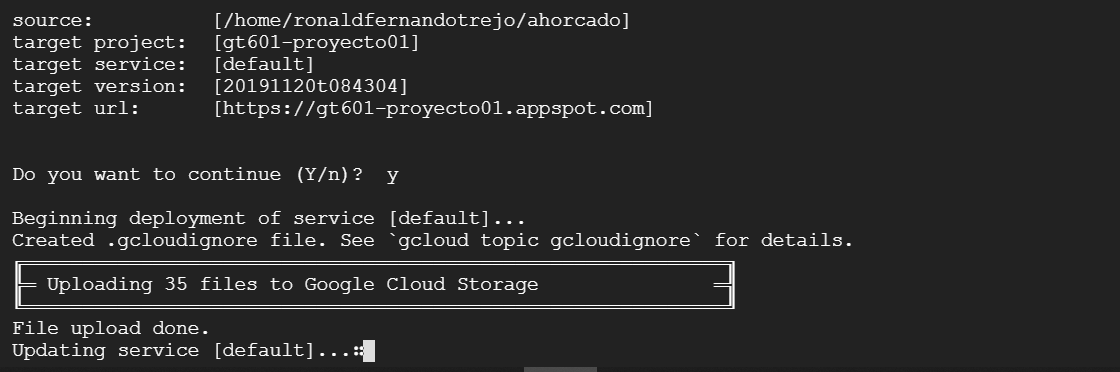 source:          [/home/ronaldfernandotrejo/ahorcado]
target project:  [gt601-proyecto01]
target service:  [default]
target version:  [20191120t084304]
target url:      [https://gt601-proyecto01.appspot.com]
Do you want to continue (Y/n)?  y
Beginning deployment of service [default]...
Created .gcloudignore file. See `gcloud topic gcloudignore` for details.
Uploading 35 files to Google Cloud Storage
File upload done.
Updating service [default]...